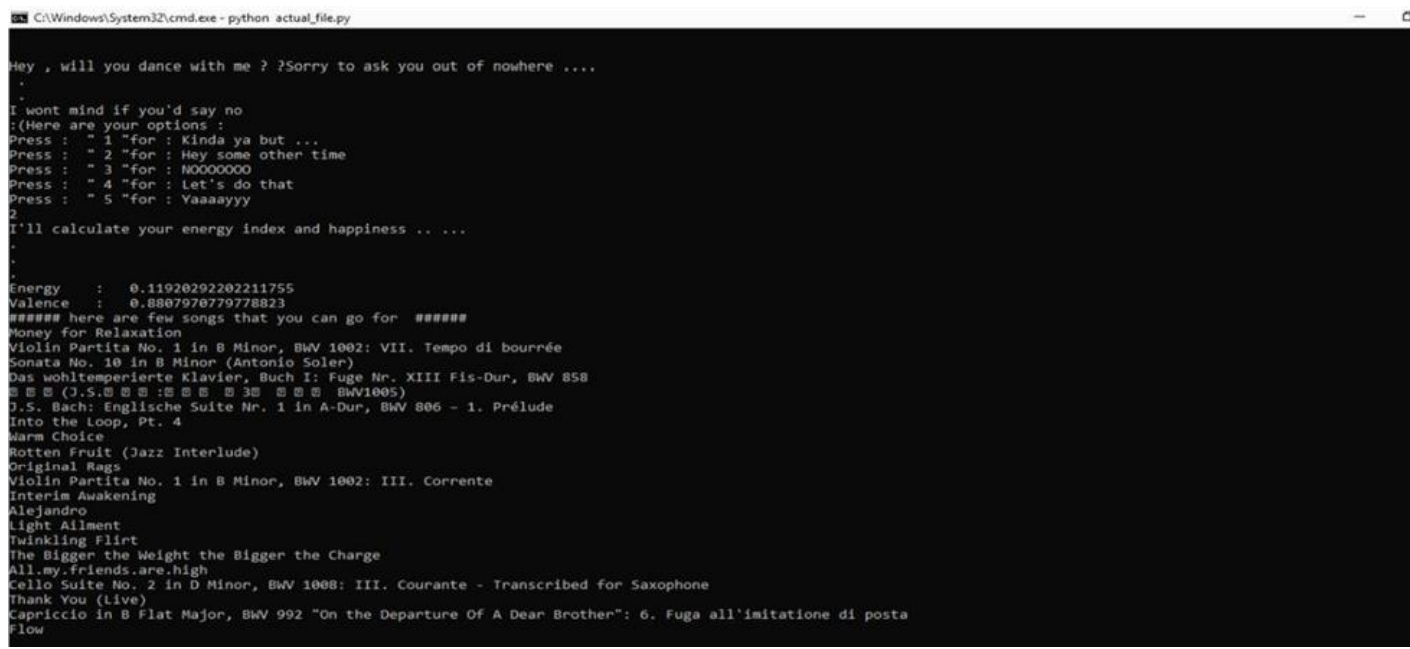 C:\Windows\System32\cmd.exe - python actual_file.py
Hey , will you dance with me ? ?Sorry to ask you out of nowhere ....
.
.
I wont mind if you'd say no
:(Here are your options :
Press : " 1 "for : Kinda ya but ...
Press : " 2 "for : Hey some other time
Press : " 3 "for : NOOOOOOO
Press : " 4 "for : Let's do that
Press : " 5 "for : Yaaaayyy
2
I'll calculate your energy index and happiness .. ...
.
.
.
Energy : 0.11920292202211755
Valence : 0.8807970779778823
###### here are few songs that you can go for ######
Money for Relaxation
Violin Partita No. 1 in B Minor, BWV 1002: VII. Tempo di bourrée
Sonata No. 10 in B Minor (Antonio Soler)
Das wohltemperierte Klavier, Buch I: Fuge Nr. XIII Fis-Dur, BWV 858
(J.S. : 3 BWV1005)
J.S. Bach: Englische Suite Nr. 1 in A-Dur, BWV 806 – 1. Prélude
Into the Loop, Pt. 4
Warm Choice
Rotten Fruit (Jazz Interlude)
Original Rags
Violin Partita No. 1 in B Minor, BWV 1002: III. Corrente
Interim Awakening
Alejandro
Light Ailment
Twinkling Flirt
The Bigger the Weight the Bigger the Charge
All.my.friends.are.high
Cello Suite No. 2 in D Minor, BWV 1008: III. Courante - Transcribed for Saxophone
Thank You (Live)
Capriccio in B Flat Major, BWV 992 "On the Departure Of A Dear Brother": 6. Fuga all'imitatione di posta
Flow